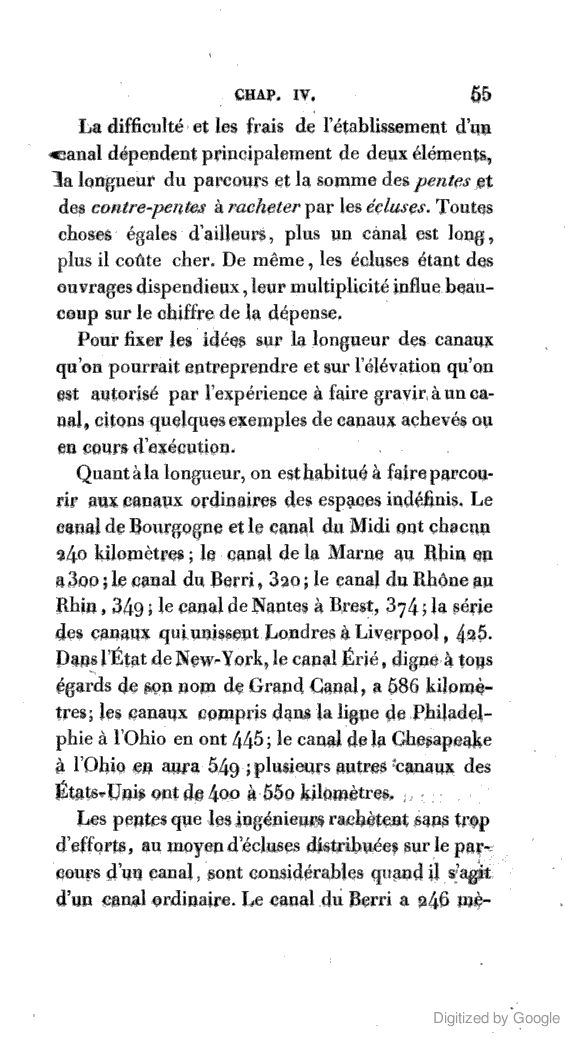 CHAP. IV. 55
La difficulté et les frais de l'établissement d'un
canal dépendent principalement de deux éléments,
la longueur du parcours et la somme des pentes et
des contre-pentes à racheter par les écluses. Toutes
choses égales d'ailleurs, plus un canal est long,
plus il coûte cher. De même, les écluses étant des
ouvrages dispendieux, leur multiplicité influe beau-
coup sur le chiffre de la dépense.
Pour fixer les idées sur la longueur des canaux
qu'on pourrait entreprendre et sur l'élévation qu'on
est autorisé par l'expérience à faire gravir à un ca-
nal, citons quelques exemples de canaux achevés ou
en cours d'exécution.
Quant à la longueur, on est habitué à faire parcou-
rir aux canaux ordinaires des espaces indéfinis. Le
canal de Bourgogne et le canal du Midi ont chacun
240 kilomètres; le canal de la Marne au Rhin en
a 300; le canal du Berri, 320; le canal du Rhône au
Rhin, 349; le canal de Nantes à Brest, 374; la série
des canaux qui unissent Londres à Liverpool, 425.
Dans l'État de New-York, le canal Érié, digne à tous
égards de son nom de Grand Canal, a 586 kilomè-
tres; les canaux compris dans la ligne de Philadel-
phie à l'Ohio en ont 445; le canal de la Chesapeake
à l'Ohio en aura 549; plusieurs autres canaux des
États-Unis ont de 400 à 550 kilomètres.
Les pentes que les ingénieurs rachètent sans trop
d'efforts, au moyen d'écluses distribuées sur le par-
cours d'un canal, sont considérables quand il s'agit
d'un canal ordinaire. Le canal du Berri a 246 mè-
Digitized by Google